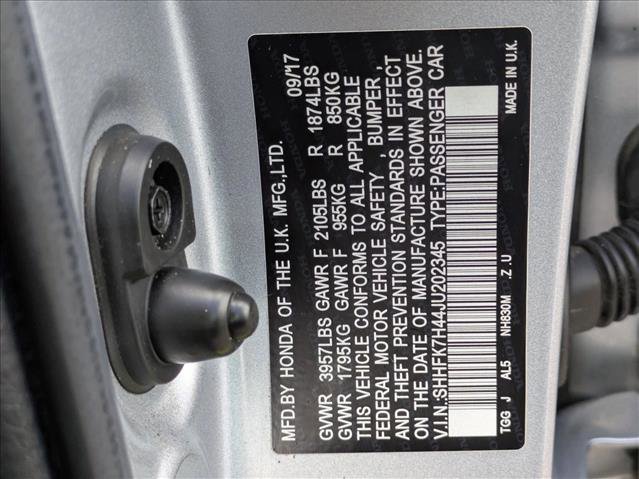 MFD.BY HONDA OF THE U.K. MFG.,LTD. 09/17
GVWR 3957LBS GAWR F 2105LBS R 1874LBS
GVWR 1795KG GAWR F 955KG R 850KG
THIS VEHICLE CONFORMS TO ALL APPLICABLE
FEDERAL MOTOR VEHICLE SAFETY , BUMPER ,
AND THEFT PREVENTION STANDARDS IN EFFECT
ON THE DATE OF MANUFACTURE SHOWN ABOVE.
V.I.N.:SHHFK7H44JU202345 TYPE:PASSENGER CAR
TGG J AL5 NH830M .Z.U MADE IN U.K.